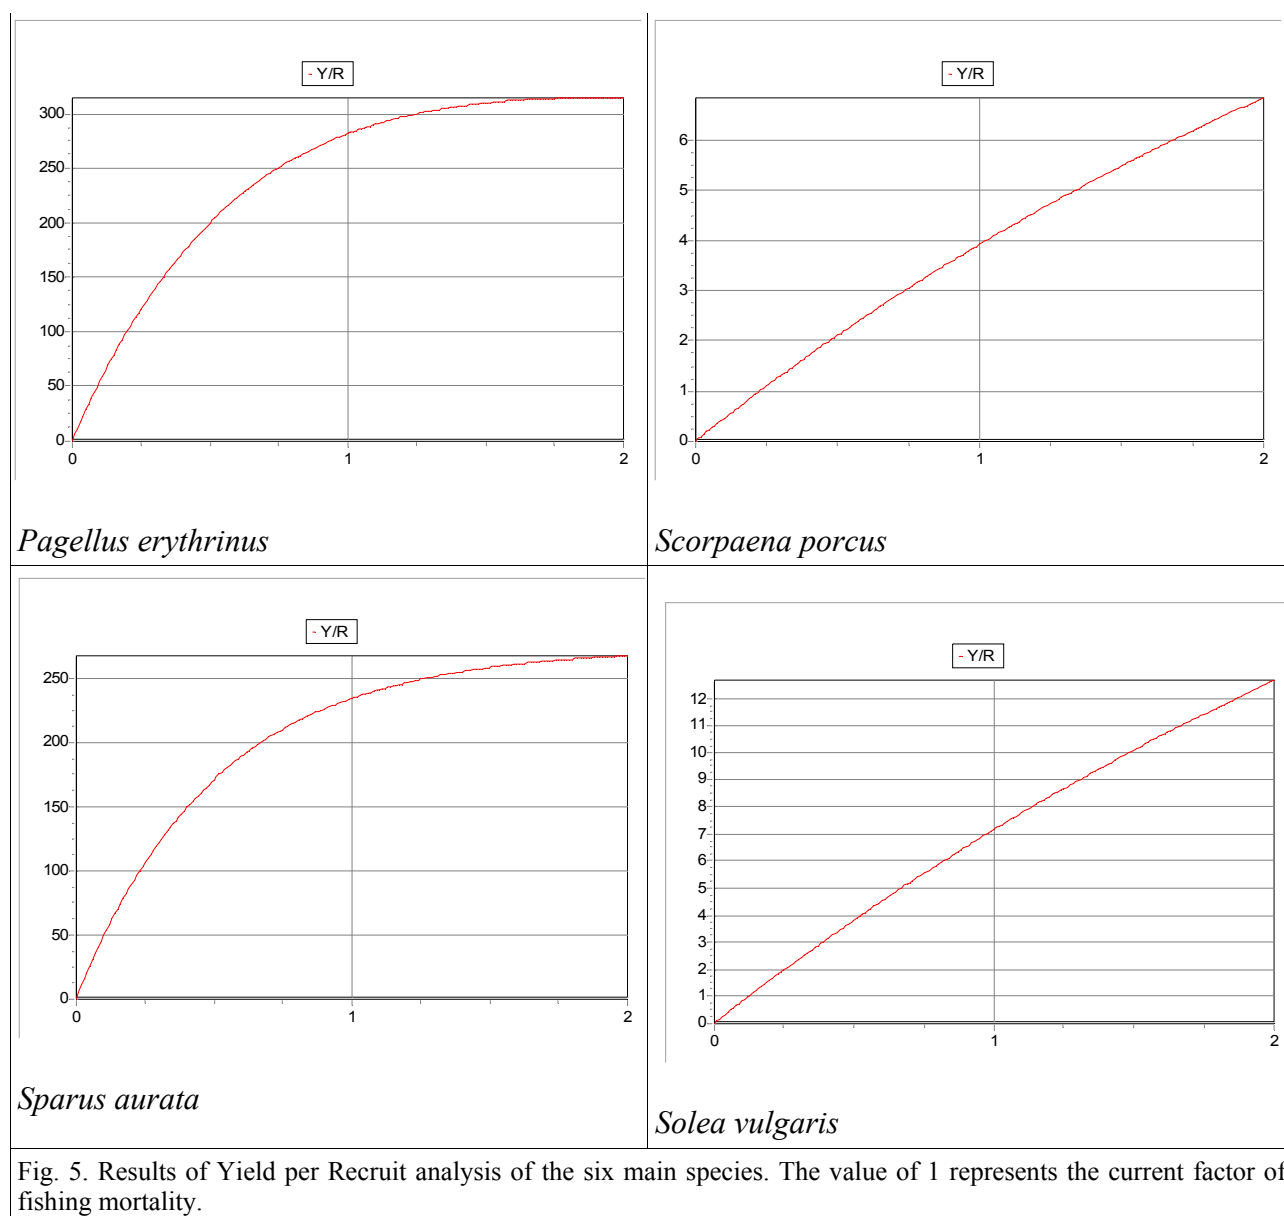 - Y/R
300
250
200
150
100
50
0
0 1 2
Pagellus erythrinus
- Y/R
6
5
4
3
2
1
0
0 1 2
Scorpaena porcus
- Y/R
250
200
150
100
50
0
0 1 2
Sparus aurata
- Y/R
12
11
10
9
8
7
6
5
4
3
2
1
0
0 1 2
Solea vulgaris
Fig. 5. Results of Yield per Recruit analysis of the six main species. The value of 1 represents the current factor of
fishing mortality.